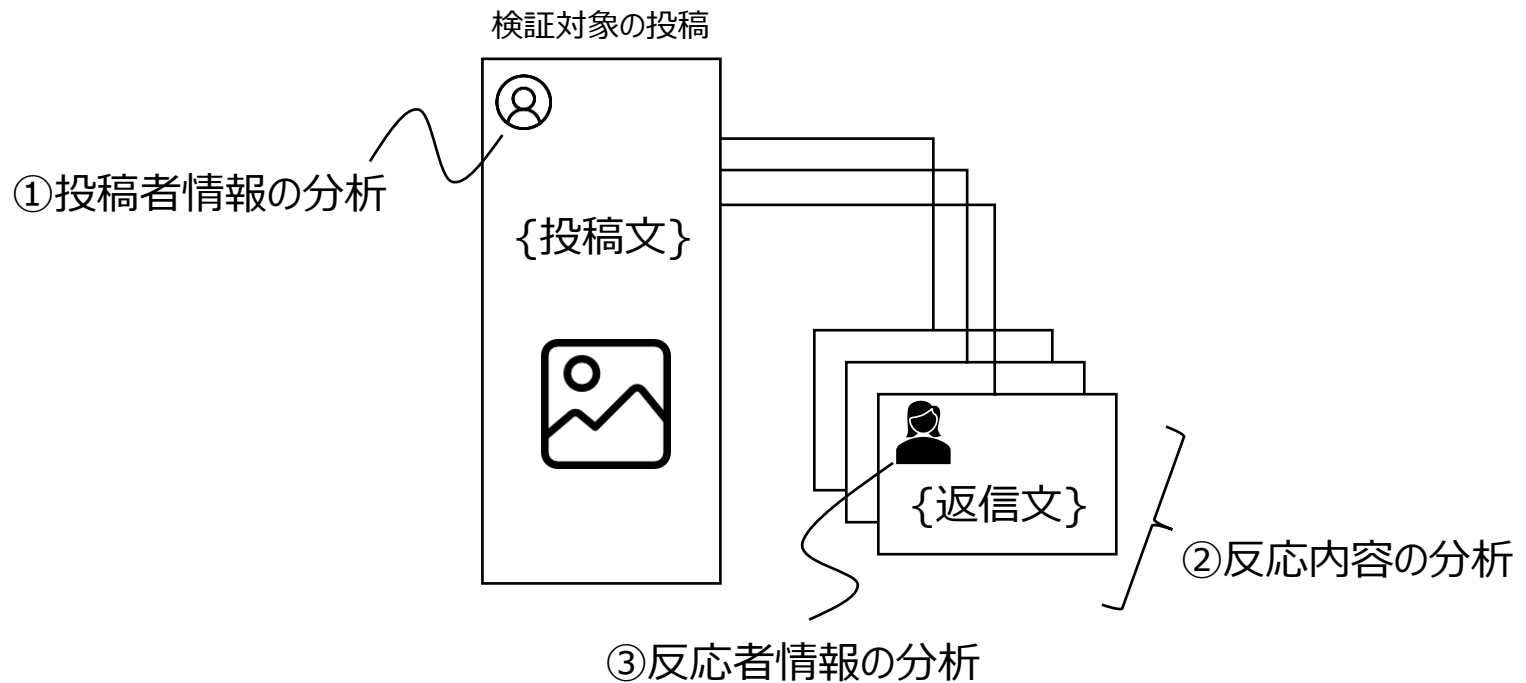 検証対象の投稿
①投稿者情報の分析
{投稿文}
{返信文}
②反応内容の分析
③反応者情報の分析